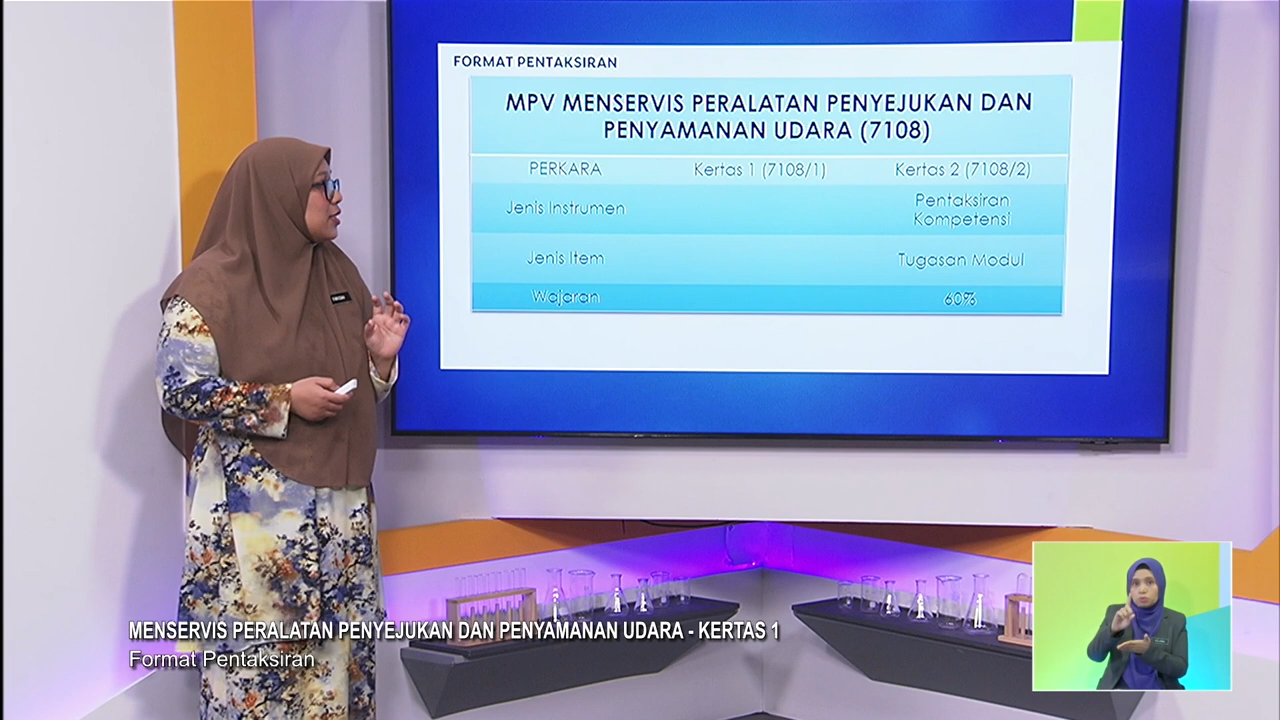 FORMAT PENTAKSIRAN
MPV MENSERVIS PERALATAN PENYEJUKAN DAN
PENYAMANAN UDARA (7108)
PERKARA Kertas 1 (7108/1) Kertas 2 (7108/2)
Jenis Instrumen Pentaksiran
Kompetensi
Jenis Item Tugasan Modul
Wajaran 60%
MENSERVIS PERALATAN PENYEJUKAN DAN PENYAMANAN UDARA - KERTAS 1
Format Pentaksiran